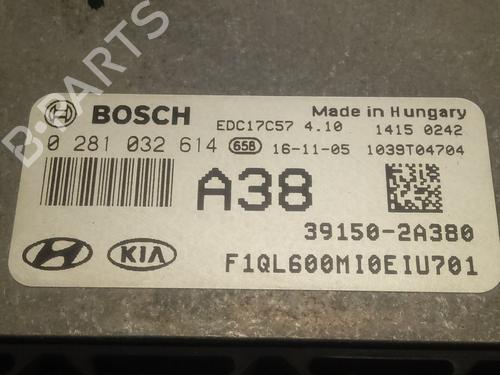 B-PARTS
BOSCH
EDC17C57 4.10
Made in Hungary
1415 0242
0 281 032 614 658 16-11-05 1039T04704
A38
39150-2A380
KIA
F1QL600MI0EIU701